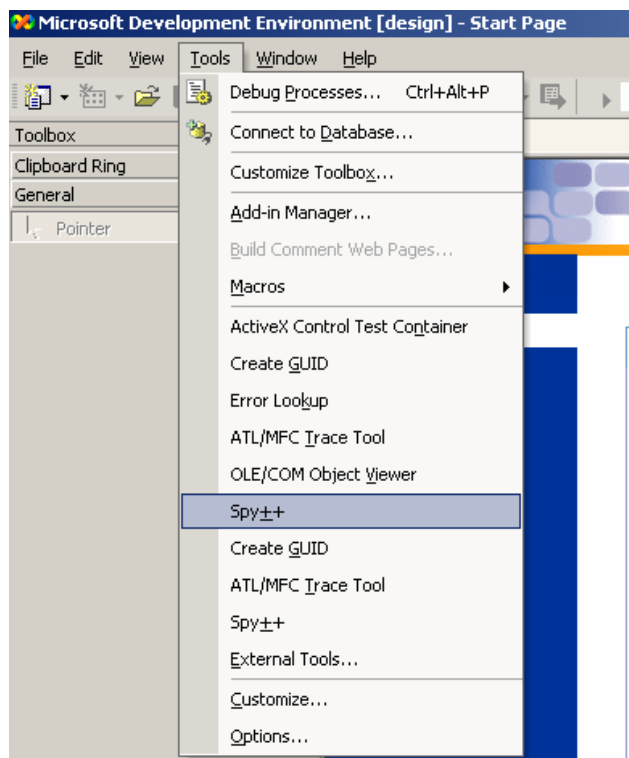 Microsoft Development Environment [design] - Start Page
File Edit View Tools Window Help
Debug Processes... Ctrl+Alt+P
Toolbox
Connect to Database...
Clipboard Ring
Customize Toolbox...
General
Pointer
Add-in Manager...
Build Comment Web Pages...
Macros
ActiveX Control Test Container
Create GUID
Error Lookup
ATL/MFC Trace Tool
OLE/COM Object Viewer
Spy++
Create GUID
ATL/MFC Trace Tool
Spy++
External Tools...
Customize...
Options...